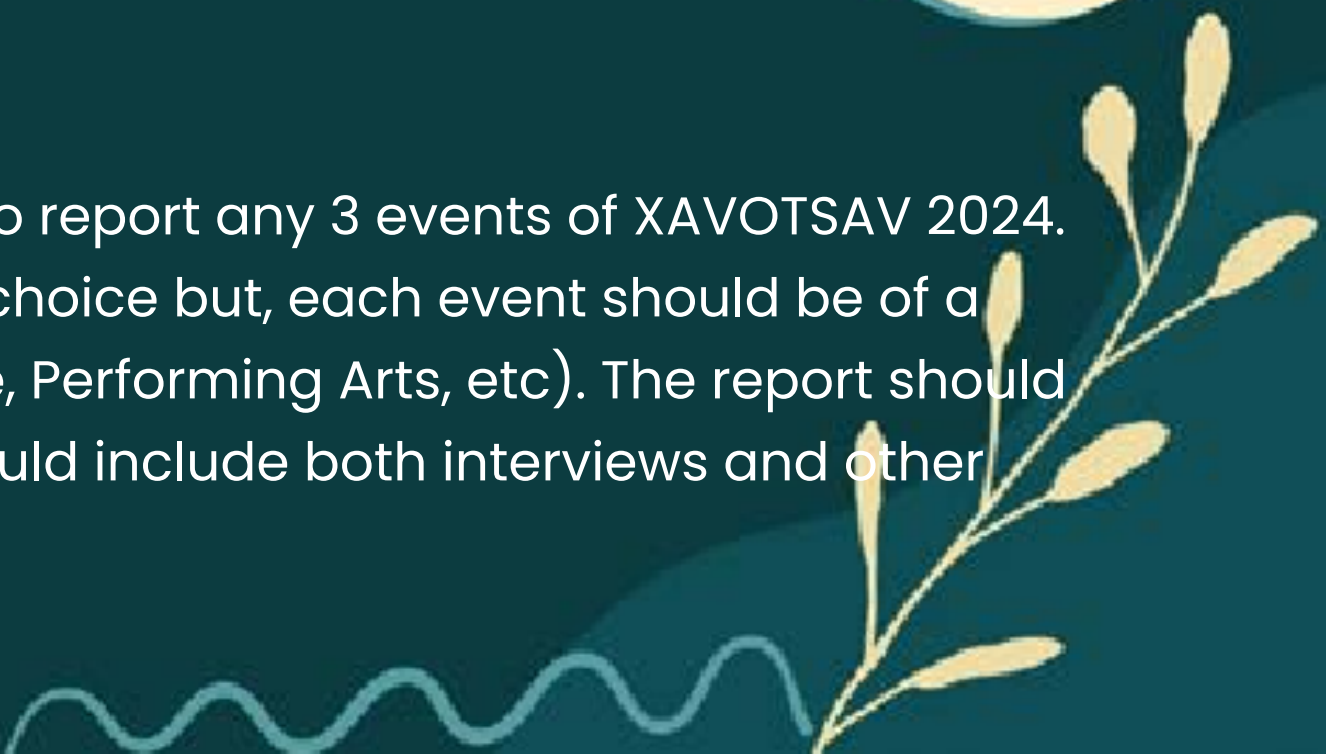 o report any 3 events of XAVOTSAV 2024.
choice but, each event should be of a
, Performing Arts, etc). The report should
uld include both interviews and other